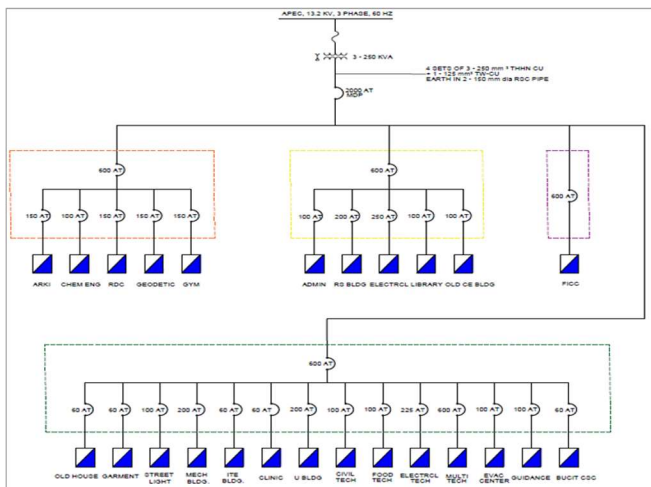 APEC, 13.2 KV, 3 PHASE, 60 HZ
3 - 250 KVA
4 SETS OF 3 - 250 mm ² THHN CU
+ 1 - 125 mm² TW-CU
EARTH IN 2 - 150 mm dia RSC PIPE
2000 AT
MDP
600 AT
600 AT
600 AT
150 AT 100 AT 150 AT 150 AT 150 AT
100 AT 200 AT 250 AT 100 AT 100 AT
ARKI CHEM ENG RDC GEODETIC GYM
ADMIN RS BLDG ELECTRCL LIBRARY OLD CE BLDG
FICC
600 AT
60 AT 60 AT 100 AT 200 AT 60 AT 60 AT 200 AT 100 AT 100 AT 225 AT 600 AT 100 AT 100 AT 60 AT
OLD HOUSE GARMENT STREET LIGHT MECH BLDG. ITE BLDG. CLINIC U BLDG CIVIL TECH FOOD TECH ELECTRCL TECH MULTI TECH EVAC CENTER GUIDANCE BUCIT CSC